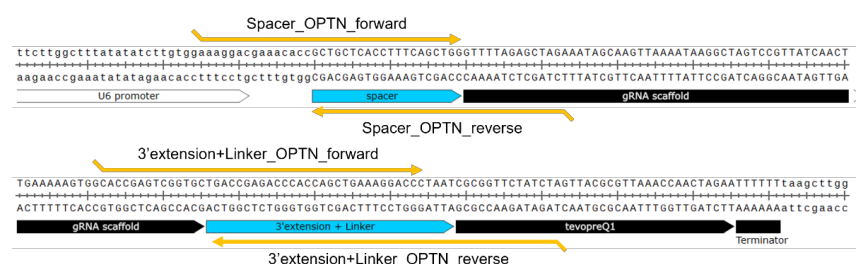 Spacer_OPTN_forward
ttcttggctttatatatcttgtggaaaggacgaaacaccGCTGCTCACCTTTCAGCTGGGTTTTAGAGCTAGAAATAGCAAGTTAAAATAAGGCTAGTCCGTTATCAACT
aagaaccgaaatatatagaacacctttcctgctttgtggCGACGAGTGGAAAGTCGACCCAAAATCTCGATCTTTATCGTTCAATTTTATTCCGATCAGGCAATAGTTGA
U6 promoter spacer gRNA scaffold
Spacer_OPTN_reverse
3'extension+Linker_OPTN_forward
TGAAAAAGTGGCACCGAGTCGGTGCTGACCGAGACCCACCAGCTGAAAGGACCCTAATCGCGGTTCTATCTAGTTACGCGTTAAACCAACTAGAATTTTTTtaagcttgg
ACTTTTTCACCGTGGCTCAGCCACGACTGGCTCTGGGTGGTCGACTTTCCTGGGATTAGCGCCAAGATAGATCAATGCGCAATTTGGTTGATCTTAAAAAAattcgaacc
gRNA scaffold 3'extension + Linker tevopreQ1
Terminator
3'extension+Linker_OPTN_reverse